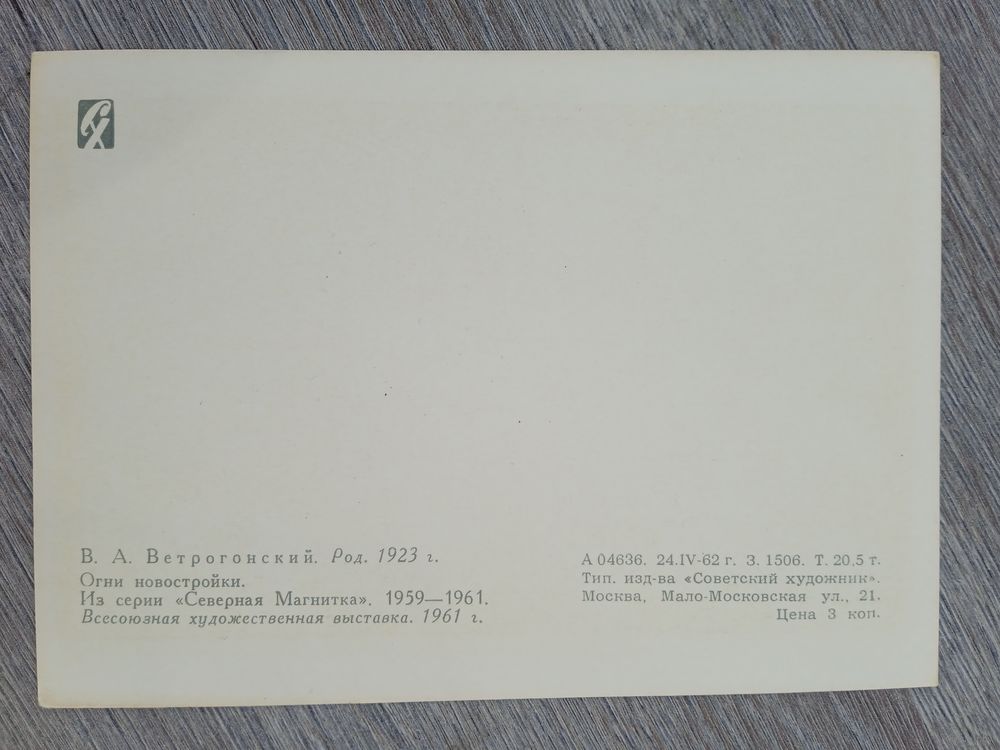 СХ
В. А. Ветрогонский. Род. 1923 г.
Огни новостройки.
Из серии «Северная Магнитка». 1959—1961.
Всесоюзная художественная выставка. 1961 г.
А 04636. 24.IV-62 г. З. 1506. Т. 20,5 т.
Тип. изд-ва «Советский художник».
Москва, Мало-Московская ул., 21.
Цена 3 коп.